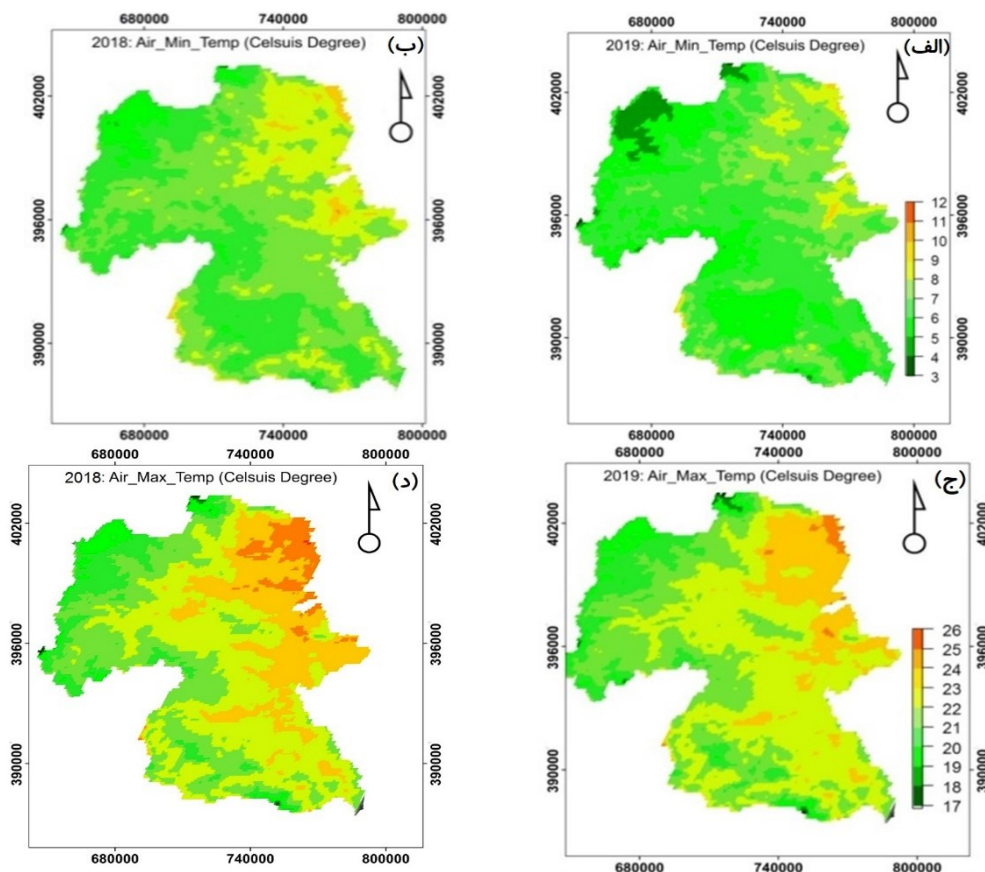 680000 740000 800000
2018: Air_Min_Temp (Celsuis Degree) (ب)
402000
396000
390000
680000 740000 800000
2019: Air_Min_Temp (Celsuis Degree) (الف)
402000
396000
390000
12
11
10
9
8
7
6
5
4
3
680000 740000 800000
680000 740000 800000
2018: Air_Max_Temp (Celsuis Degree) (د)
402000
396000
390000
680000 740000 800000
2019: Air_Max_Temp (Celsuis Degree) (ج)
402000
396000
390000
26
25
24
23
22
21
20
19
18
17
680000 740000 800000
680000 740000 800000